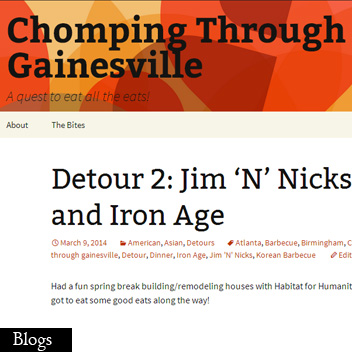 Chomping Through
Gainesville
A quest to eat all the eats!
About The Bites
Detour 2: Jim ‘N’ Nicks
and Iron Age
March 9, 2014 American, Asian, Detours Atlanta, Barbecue, Birmingham, C
through gainesville, Detour, Dinner, Iron Age, Jim 'N' Nicks, Korean Barbecue Edit
Had a fun spring break building/remodeling houses with Habitat for Humanit
got to eat some good eats along the way!
Blogs